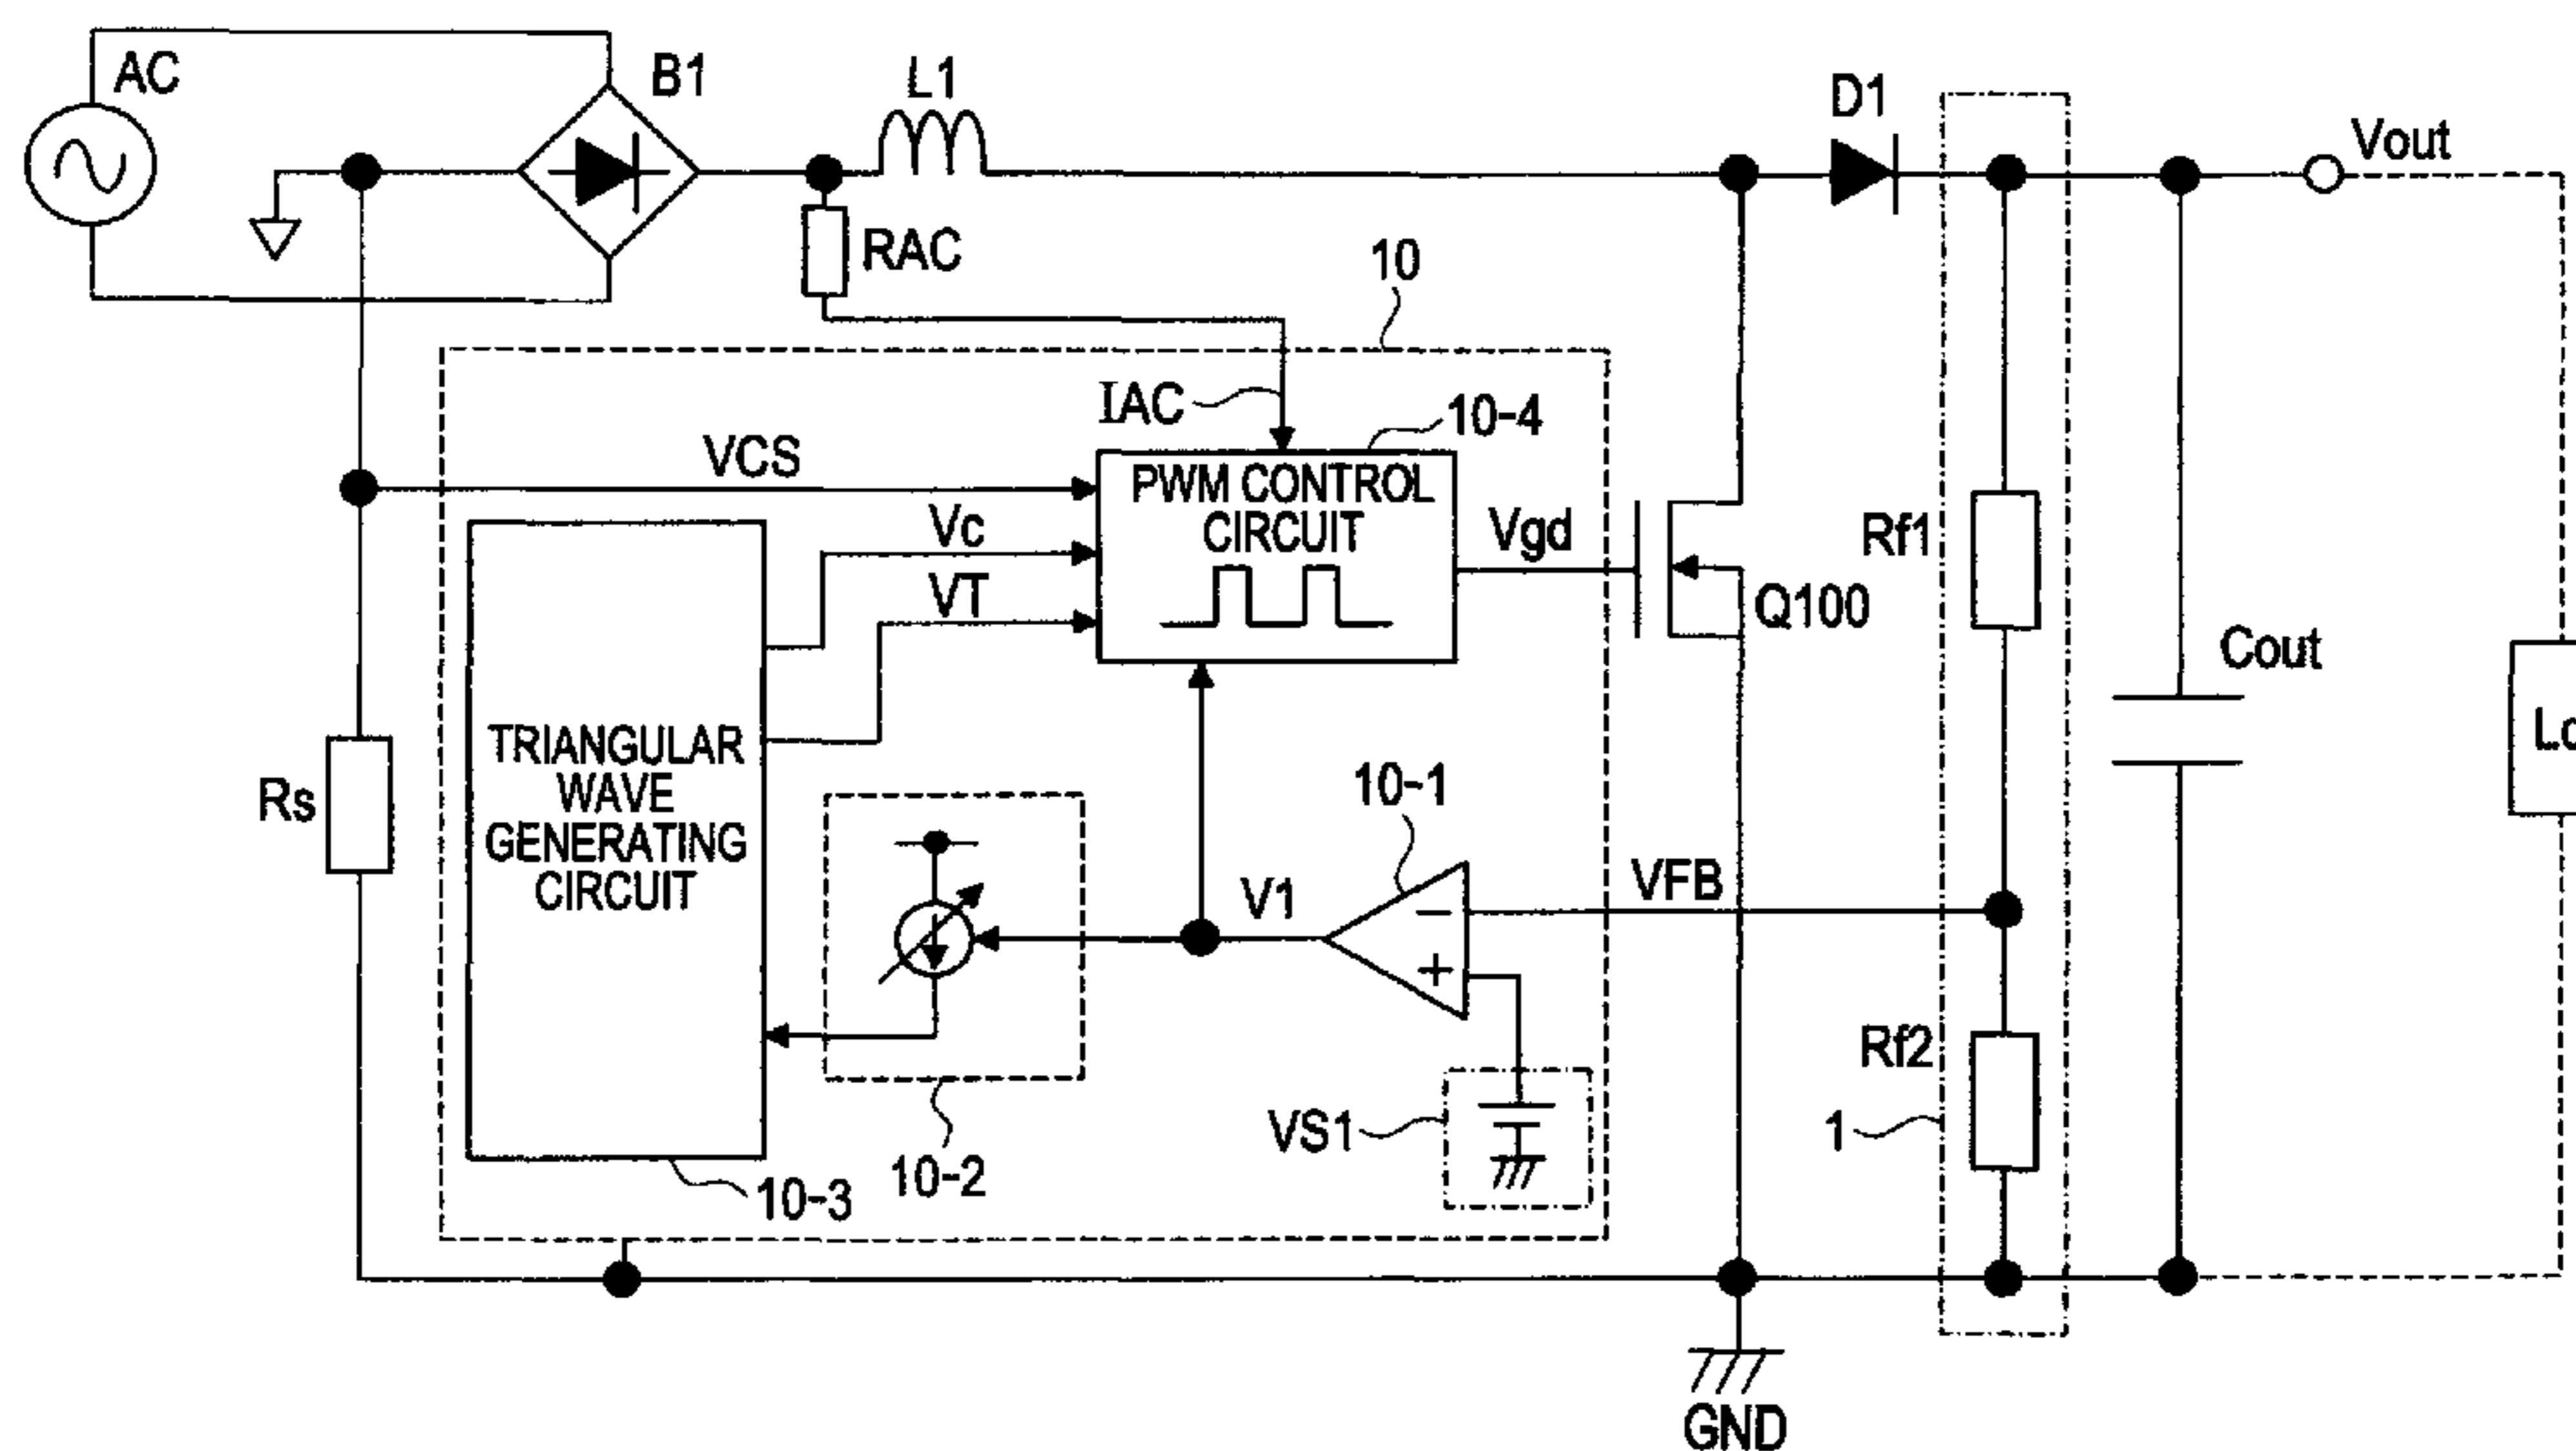 AC
B1
L1
D1
Vout
RAC
10
IAC
10-4
VCS
PWM CONTROL
CIRCUIT
Vc
Vgd
Rf1
VT
Q100
Cout
TRIANGULAR
WAVE
GENERATING
CIRCUIT
Rs
10-1
V1
VFB
Rf2
VS1
1
10-2
10-3
GND